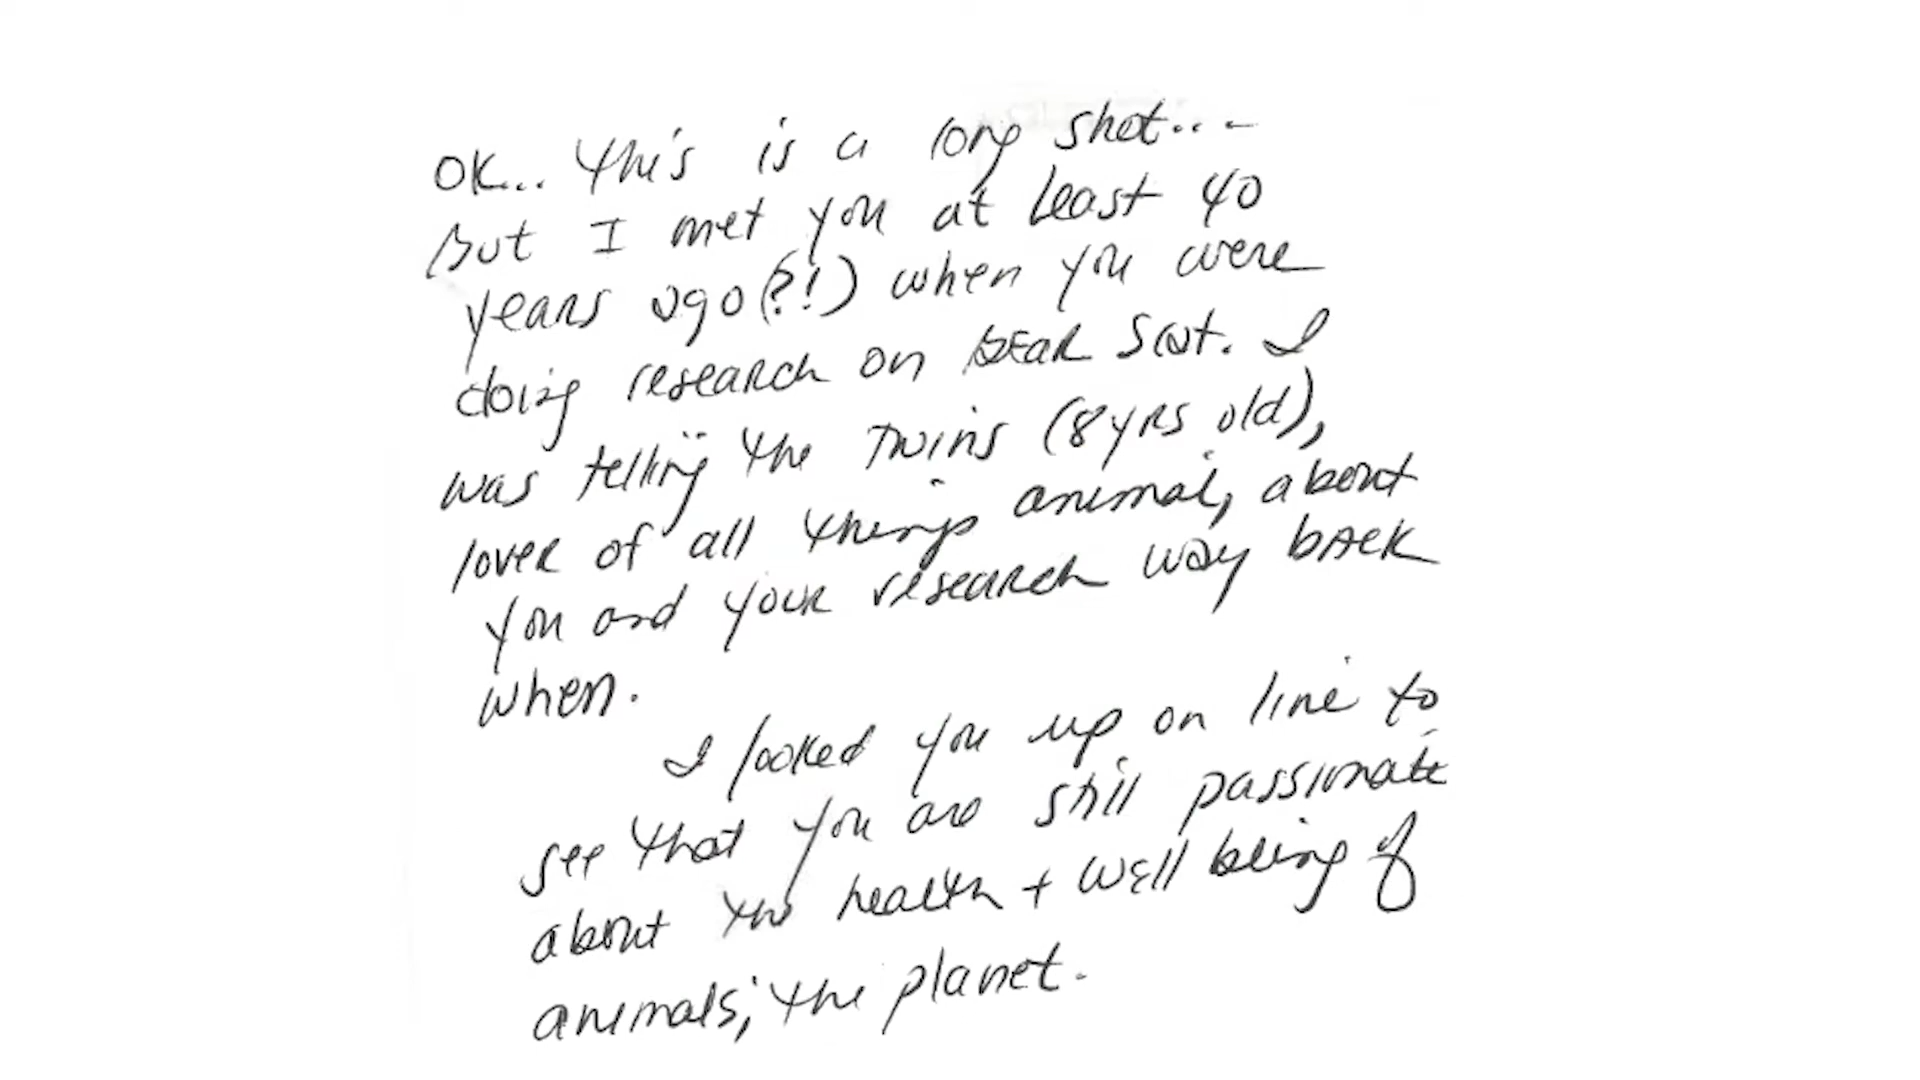 OK... this is a long shot...-
But I met you at least 40
years ago (?!) when you were
doing research on bEAR Scat. I
was telling the twins (8 yRs old),
loveR of all things animal, about
you and youR reseaRch way bAcK
when.
I looked you up on line to
see that you are still passionate
about the health + well being of
animals; the planet.